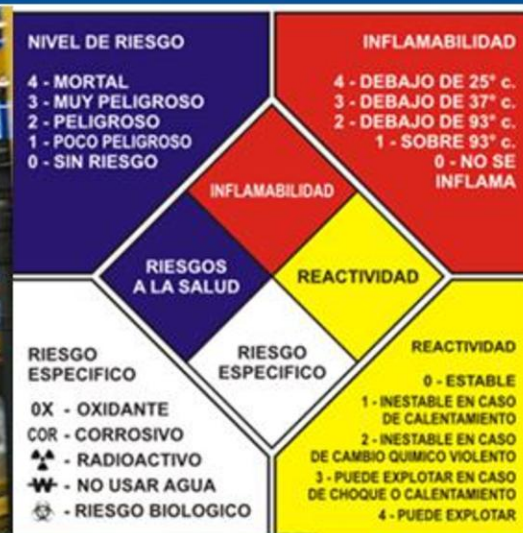 NIVEL DE RIESGO
4 - MORTAL
3 - MUY PELIGROSO
2 - PELIGROSO
1 - POCO PELIGROSO
0 - SIN RIESGO
INFLAMABILIDAD
4 - DEBAJO DE 25° c.
3 - DEBAJO DE 37° c.
2 - DEBAJO DE 93° c.
1 - SOBRE 93° c.
0 - NO SE
INFLAMA
INFLAMABILIDAD
RIESGOS
A LA SALUD
REACTIVIDAD
RIESGO
ESPECIFICO
RIESGO
ESPECIFICO
0X - OXIDANTE
COR - CORROSIVO
- RADIOACTIVO
W - NO USAR AGUA
- RIESGO BIOLOGICO
REACTIVIDAD
0 - ESTABLE
1 - INESTABLE EN CASO
DE CALENTAMIENTO
2 - INESTABLE EN CASO
DE CAMBIO QUIMICO VIOLENTO
3 - PUEDE EXPLOTAR EN CASO
DE CHOQUE O CALENTAMIENTO
4 - PUEDE EXPLOTAR